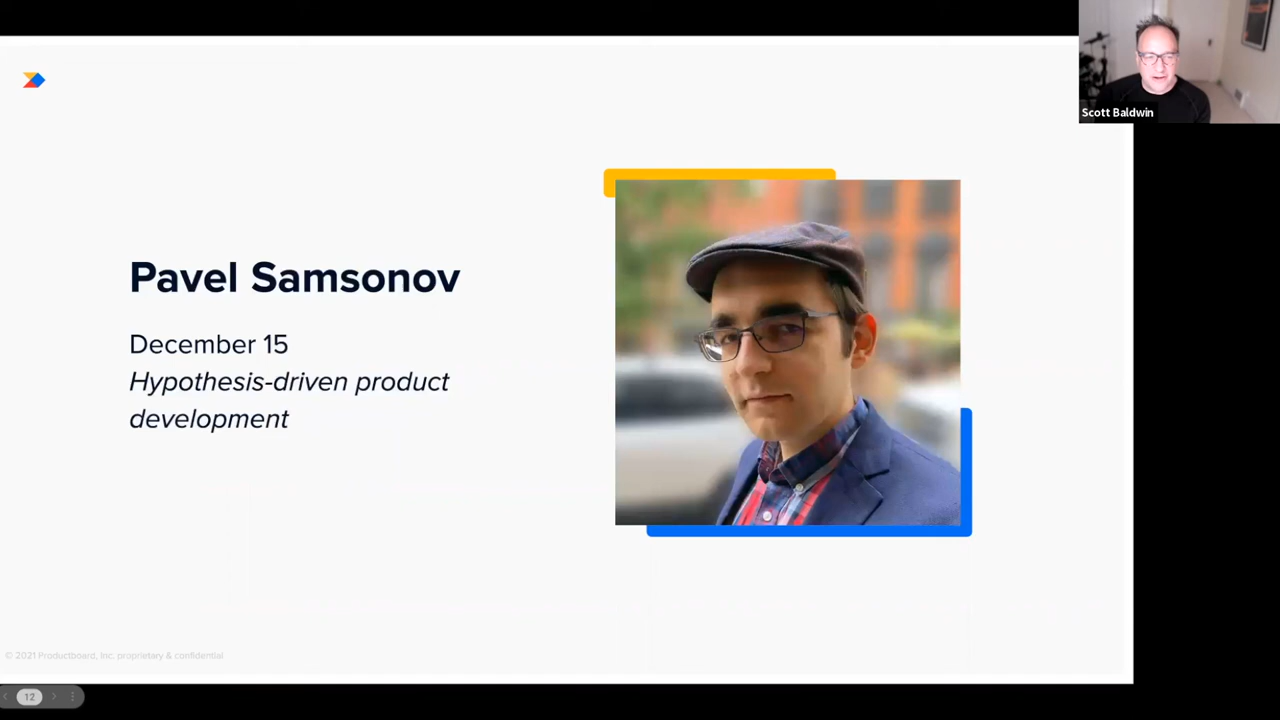 Scott Baldwin
Pavel Samsonov
December 15
Hypothesis-driven product
development
© 2021 Productboard, Inc. proprietary & confidential
12